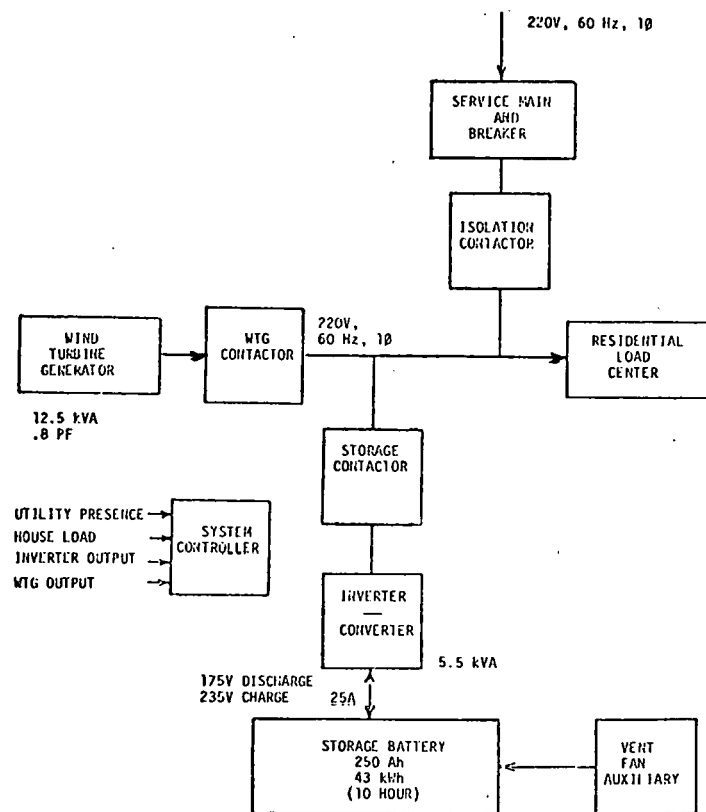 220V, 60 Hz, 1Ø
SERVICE MAIN
AND
BREAKER
ISOLATION
CONTACTOR
WIND
TURBINE
GENERATOR
WTG
CONTACTOR
220V,
60 Hz, 1Ø
RESIDENTIAL
LOAD
CENTER
12.5 kVA
.8 PF
STORAGE
CONTACTOR
UTILITY PRESENCE
HOUSE LOAD
INVERTER OUTPUT
WTG OUTPUT
SYSTEM
CONTROLLER
INVERTER
—
CONVERTER
5.5 kVA
175V DISCHARGE
235V CHARGE
25A
STORAGE BATTERY
250 Ah
43 kWh
(10 HOUR)
VENT
FAN
AUXILIARY